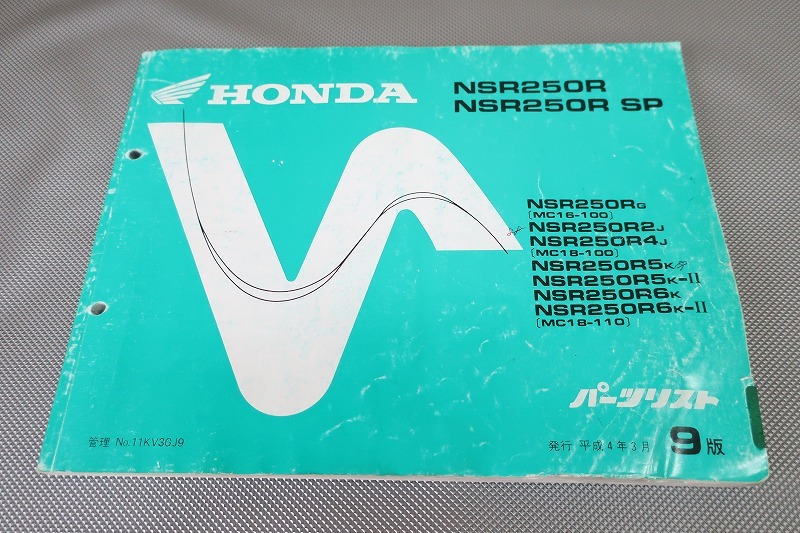 HONDA
NSR250R
NSR250R SP
NSR250RG
(MC16-100)
NSR250R2J
NSR250R4J
(MC18-100)
NSR250R5K
NSR250R5K-II
NSR250R6K
NSR250R6K-II
(MC18-110)
パーツリスト
管理 No.11KV3GJ9
発行 平成4年3月 9版